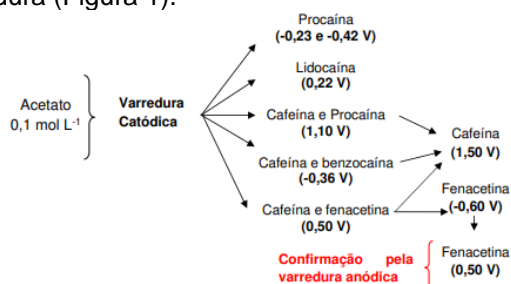 dura (Figura 1).
Procaína
(-0,23 e -0,42 V)
Lidocaína
(0,22 V)
Acetato
0,1 mol L-1
Varredura
Catódica
Cafeína e Procaína
(1,10 V)
Cafeína
(1,50 V)
Cafeína e benzocaína
(-0,36 V)
Cafeína e fenacetina
(0,50 V)
Fenacetina
(-0,60 V)
Confirmação pela
varredura anódica
Fenacetina
(0,50 V)